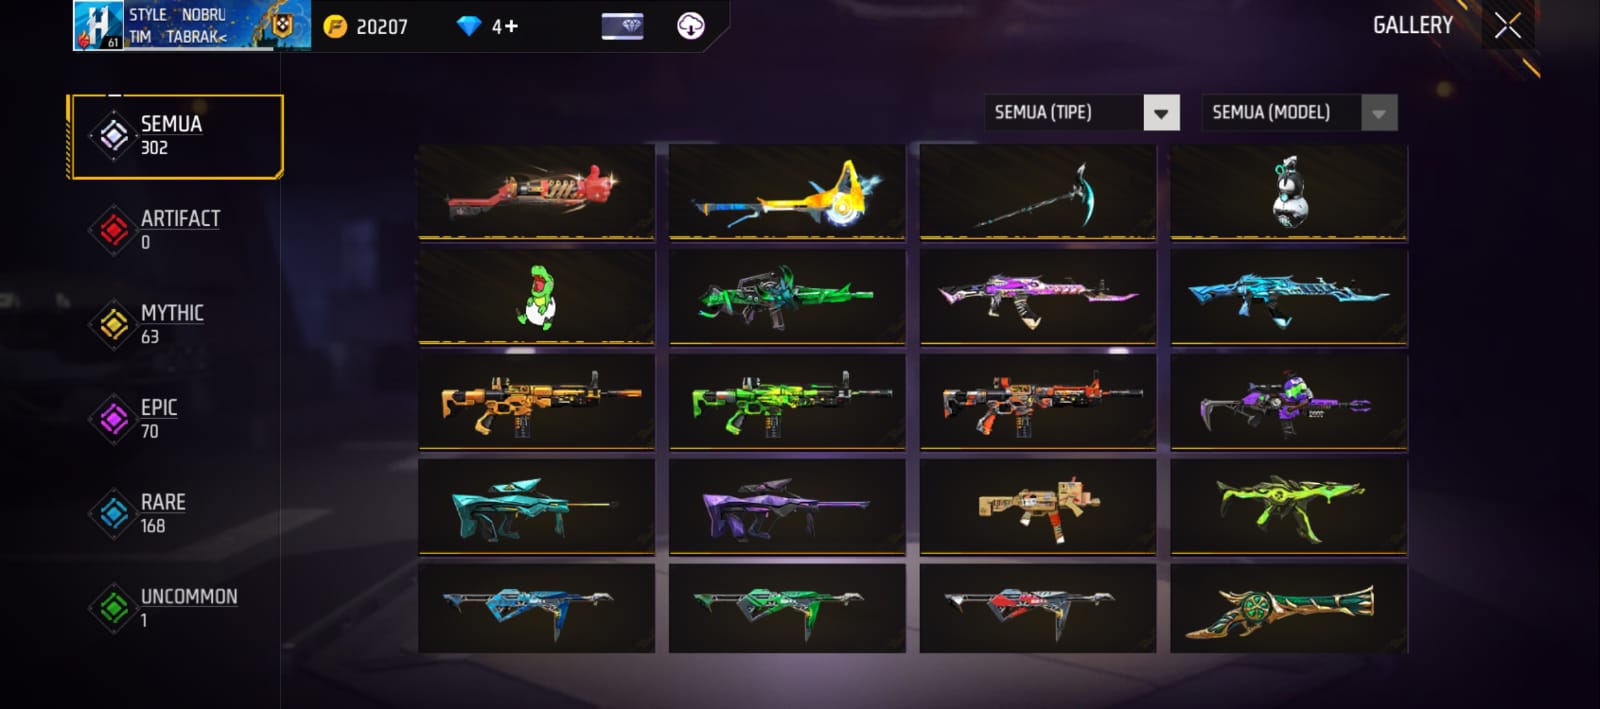 STYLE NOBRU
TIM TABRAK<
61
20207
4+
GALLERY
SEMUA (TIPE)
SEMUA (MODEL)
SEMUA
302
ARTIFACT
0
MYTHIC
63
EPIC
70
RARE
168
UNCOMMON
1